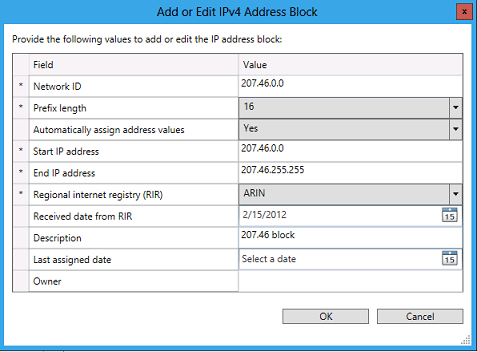 Add or Edit IPv4 Address Block
x
Provide the following values to add or edit the IP address block:
Field Value
* Network ID 207.46.0.0
* Prefix length 16
Automatically assign address values Yes
* Start IP address 207.46.0.0
* End IP address 207.46.255.255
* Regional internet registry (RIR) ARIN
Received date from RIR 2/15/2012 15
Description 207.46 block
Last assigned date Select a date 15
Owner
OK Cancel